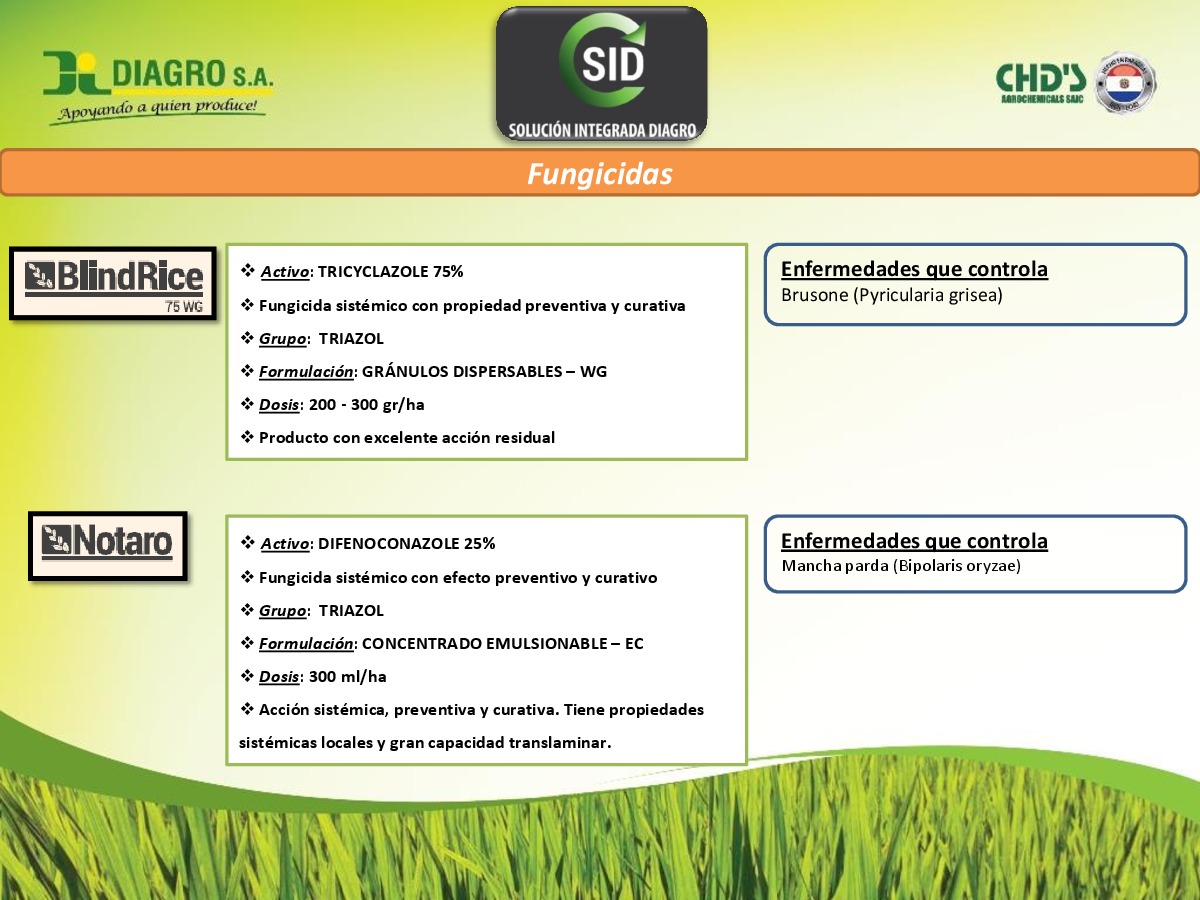 DIAGRO S.A.
Apoyando a quien produce!
SID
SOLUCIÓN INTEGRADA DIAGRO
CHD'S
AGROCHEMICALS SAIC
HECHO EN PARAGUAY
Fungicidas
BlindRice
75 WG
❖ Activo: TRICYCLAZOLE 75%
❖ Fungicida sistémico con propiedad preventiva y curativa
❖ Grupo: TRIAZOL
❖ Formulación: GRÁNULOS DISPERSABLES – WG
❖ Dosis: 200 - 300 gr/ha
❖ Producto con excelente acción residual
Enfermedades que controla
Brusone (Pyricularia grisea)
Notaro
❖ Activo: DIFENOCONAZOLE 25%
❖ Fungicida sistémico con efecto preventivo y curativo
❖ Grupo: TRIAZOL
❖ Formulación: CONCENTRADO EMULSIONABLE – EC
❖ Dosis: 300 ml/ha
❖ Acción sistémica, preventiva y curativa. Tiene propiedades
sistémicas locales y gran capacidad translaminar.
Enfermedades que controla
Mancha parda (Bipolaris oryzae)